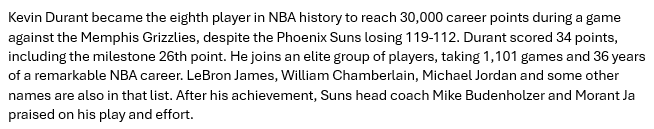 Kevin Durant became the eighth player in NBA history to reach 30,000 career points during a game
against the Memphis Grizzlies, despite the Phoenix Suns losing 119-112. Durant scored 34 points,
including the milestone 26th point. He joins an elite group of players, taking 1,101 games and 36 years
of a remarkable NBA career. LeBron James, William Chamberlain, Michael Jordan and some other
names are also in that list. After his achievement, Suns head coach Mike Budenholzer and Morant Ja
praised on his play and effort.